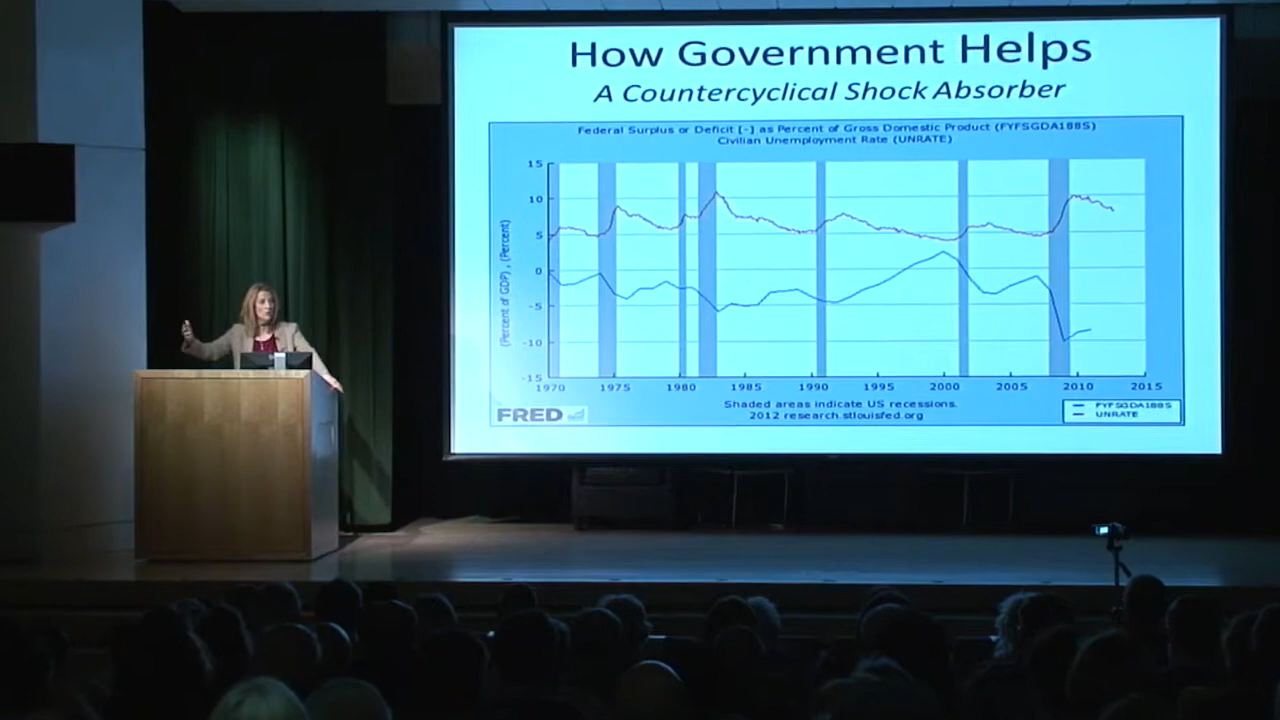 How Government Helps
A Countercyclical Shock Absorber
Federal Surplus or Deficit [-] as Percent of Gross Domestic Product (FYFSGDA188S)
Civilian Unemployment Rate (UNRATE)
(Percent of GDP) , (Percent)
15
10
5
0
-5
-10
-15
1970 1975 1980 1985 1990 1995 2000 2005 2010 2015
Shaded areas indicate US recessions.
2012 research.stlouisfed.org
FRED
FYFSGDA188S
UNRATE